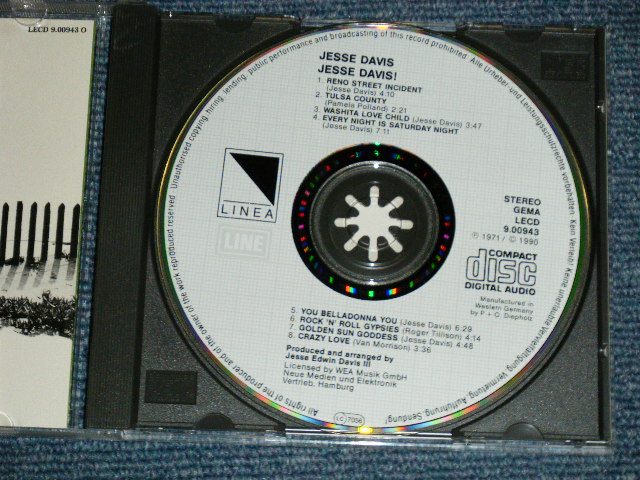 LECD 9.00943 O
JESSE DAVIS
JESSE DAVIS!
1. RENO STREET INCIDENT
(Jesse Davis) 4:10
2. TULSA COUNTY
(Pamela Polland) 2:21
3. WASHITA LOVE CHILD (Jesse Davis) 3:47
4. EVERY NIGHT IS SATURDAY NIGHT
(Jesse Davis) 7:11
LINEA
LINE
STEREO
GEMA
LECD
9.00943
℗ 1971/ © 1990
COMPACT
disc
DIGITAL AUDIO
Manufactured in
Western Germany
by P + O, Diepholz
5. YOU BELLADONNA YOU (Jesse Davis) 6:29
6. ROCK 'N' ROLL GYPSIES (Roger Tillison) 4:14
7. GOLDEN SUN GODDESS (Jesse Davis) 4:48
8. CRAZY LOVE (Van Morrison) 3:36
Produced and arranged by
Jesse Edwin Davis III
Licensed by WEA Musik GmbH
Neue Medien und Elektronik
Vertrieb, Hamburg
LC 7056
All rights of the producer and of the owner of the work reproduced reserved. Unauthorised copying, hiring, lending, public performance and broadcasting of this record prohibited. Alle Urheber- und Leistungsschutzrechte vorbehalten. Kein Verleih! Keine unerlaubte Vervielfältigung, Vermietung, Aufführung, Sendung!